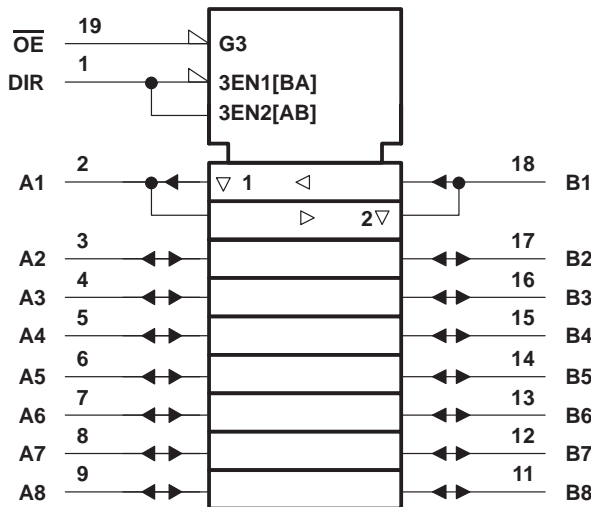 O̅E̅ 19 G3
DIR 1 3EN1[BA]
3EN2[AB]
A1 2 1 18 B1
2
A2 3 17 B2
A3 4 16 B3
A4 5 15 B4
A5 6 14 B5
A6 7 13 B6
A7 8 12 B7
A8 9 11 B8